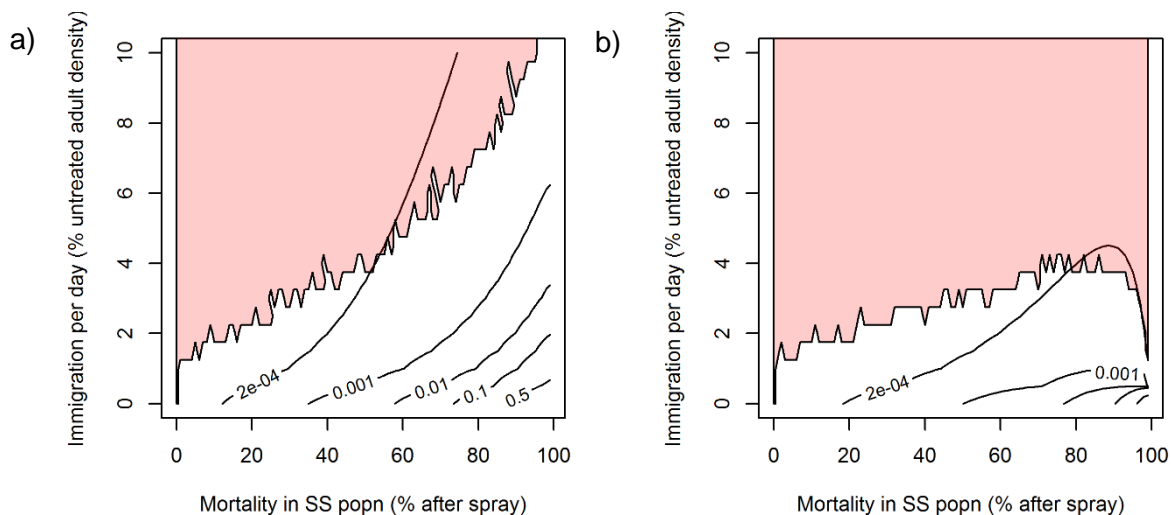 a)
Immigration per day (% untreated adult density)
10
8
6
4
2
0
2e-04
0.001
0.01
0.1
0.5
0 20 40 60 80 100
Mortality in SS popn (% after spray)
b)
Immigration per day (% untreated adult density)
10
8
6
4
2
0
2e-04
0.001
0 20 40 60 80 100
Mortality in SS popn (% after spray)